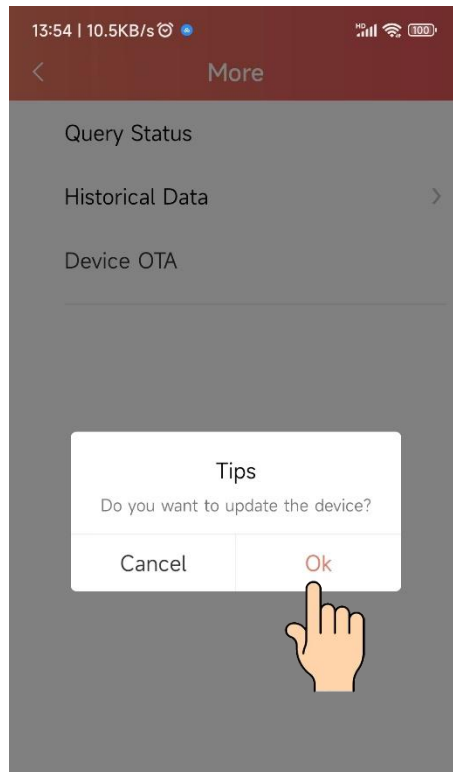 13:54 | 10.5KB/s HD 100
More
Query Status
Historical Data
Device OTA
Tips
Do you want to update the device?
Cancel Ok